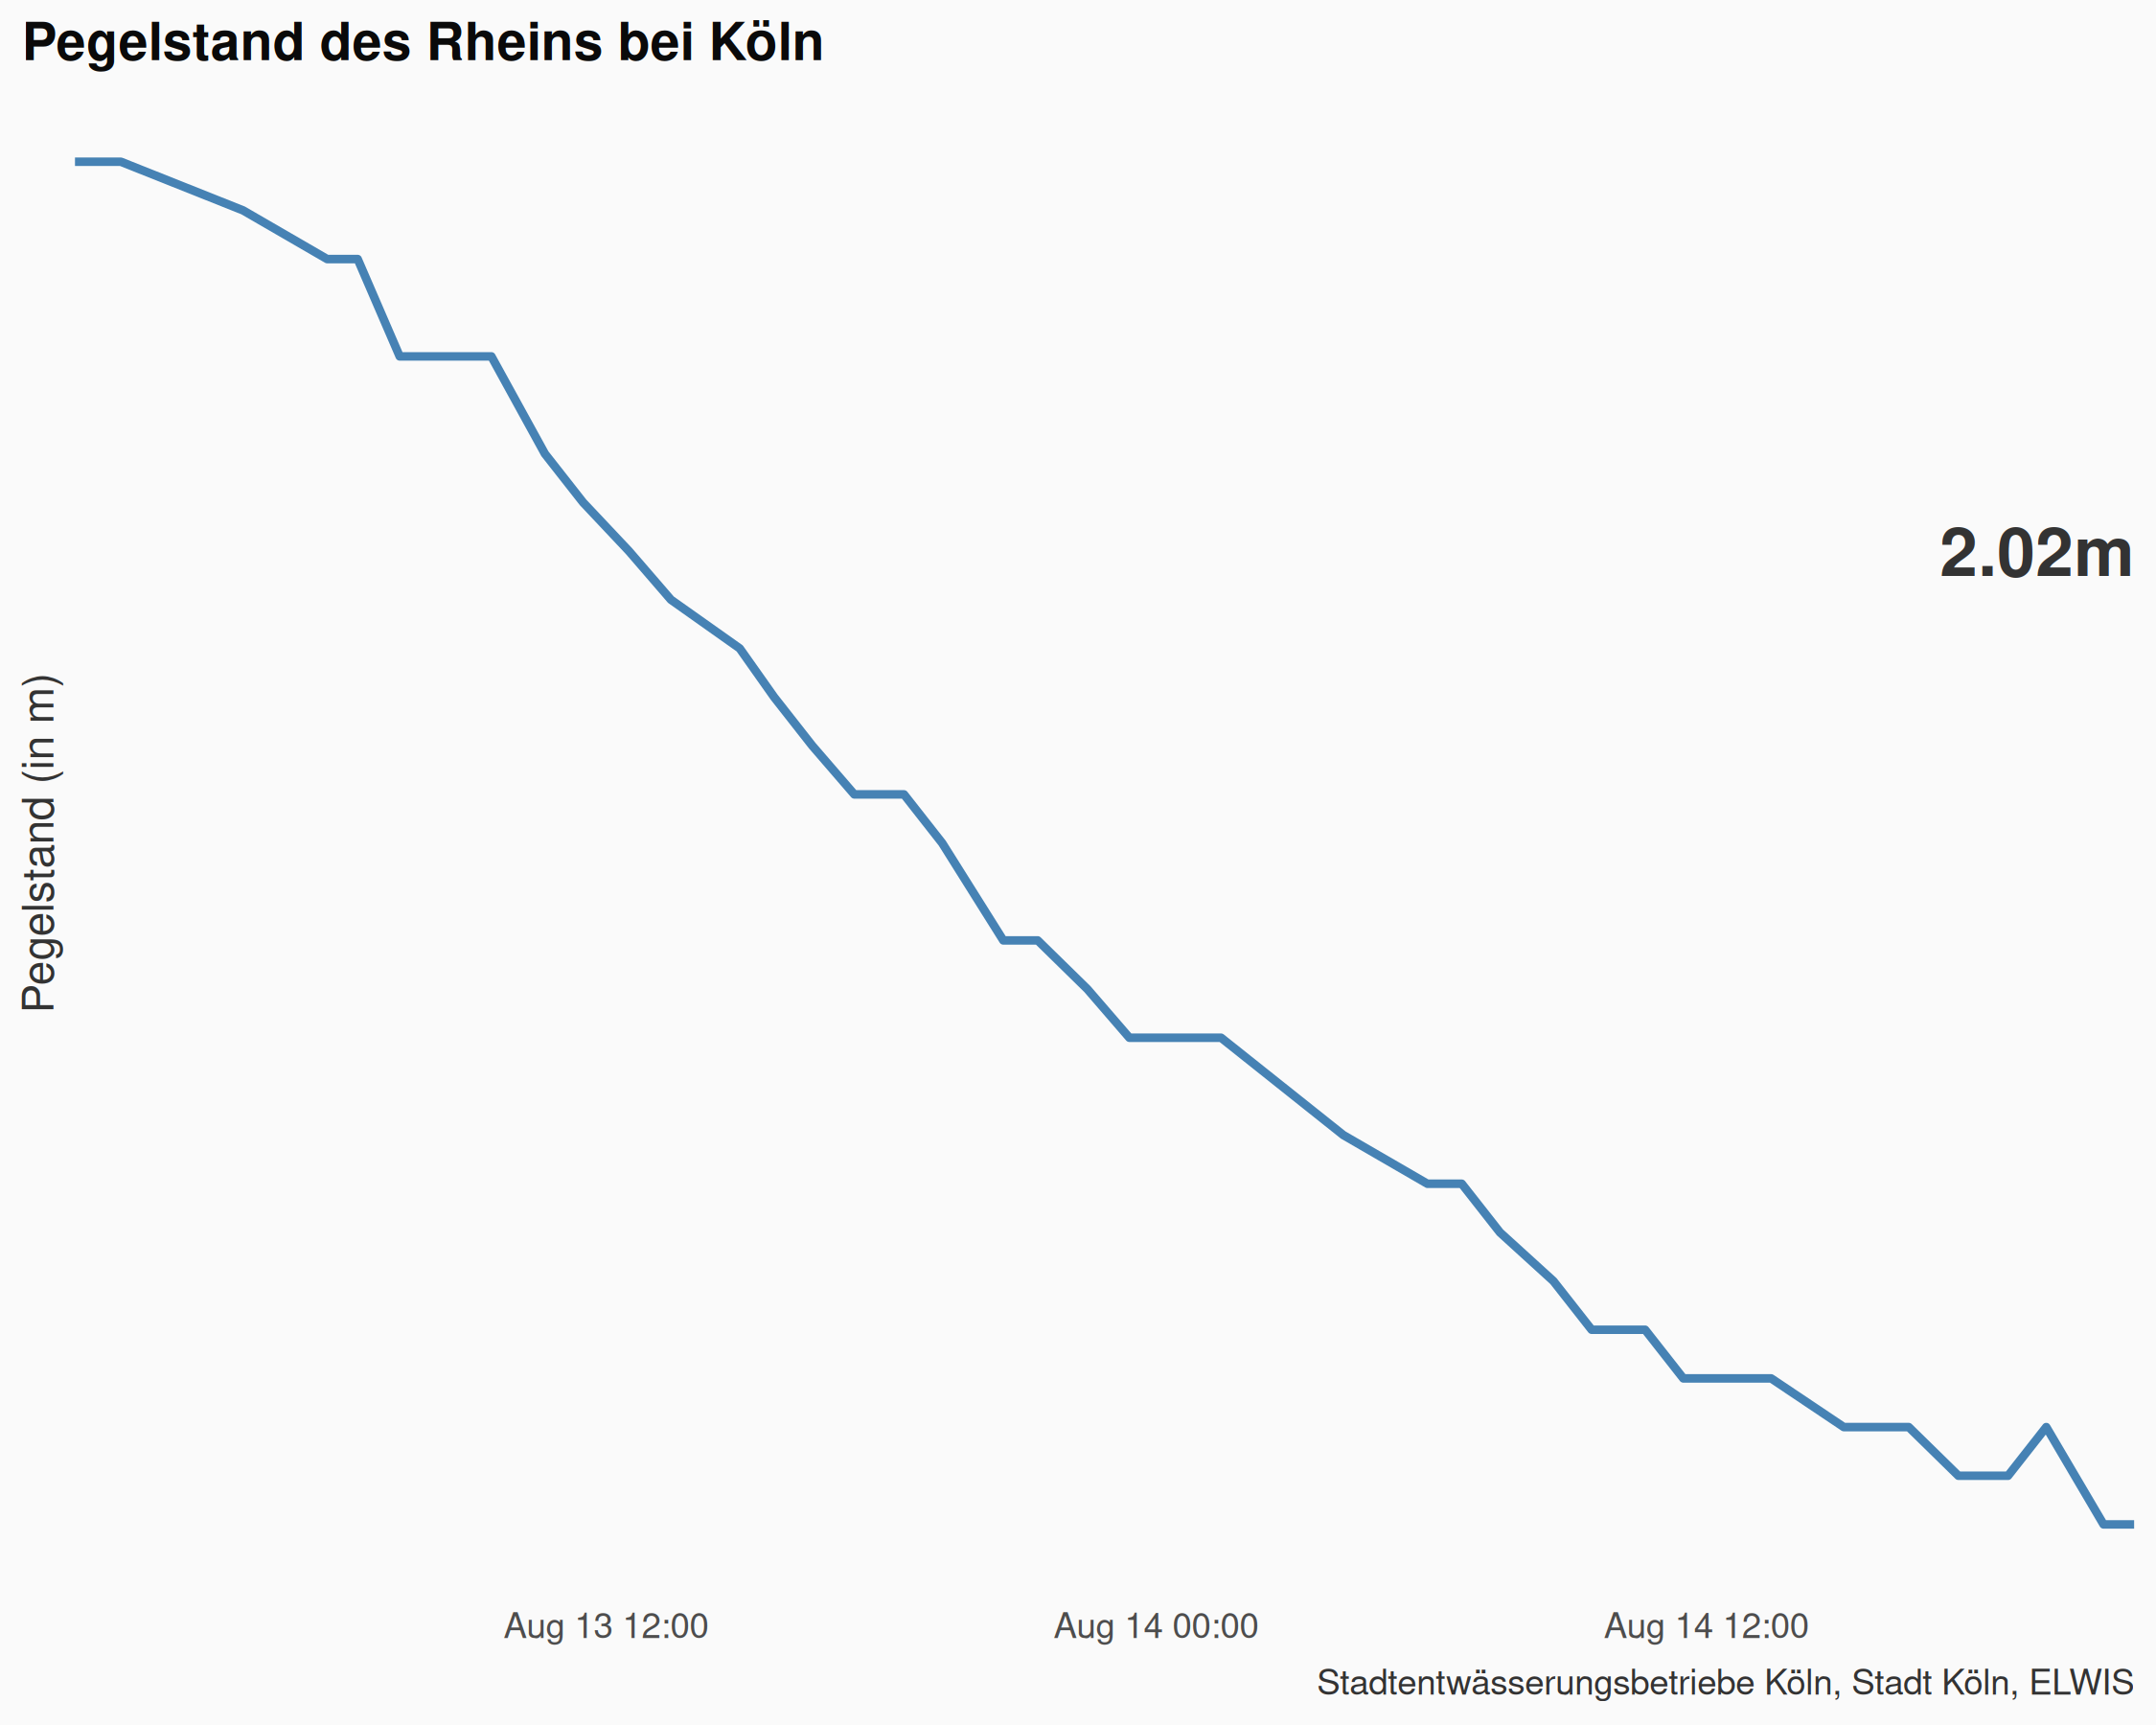 Pegelstand des Rheins bei Köln
2.02m
Pegelstand (in m)
Aug 13 12:00
Aug 14 00:00
Aug 14 12:00
Stadtentwässerungsbetriebe Köln, Stadt Köln, ELWIS